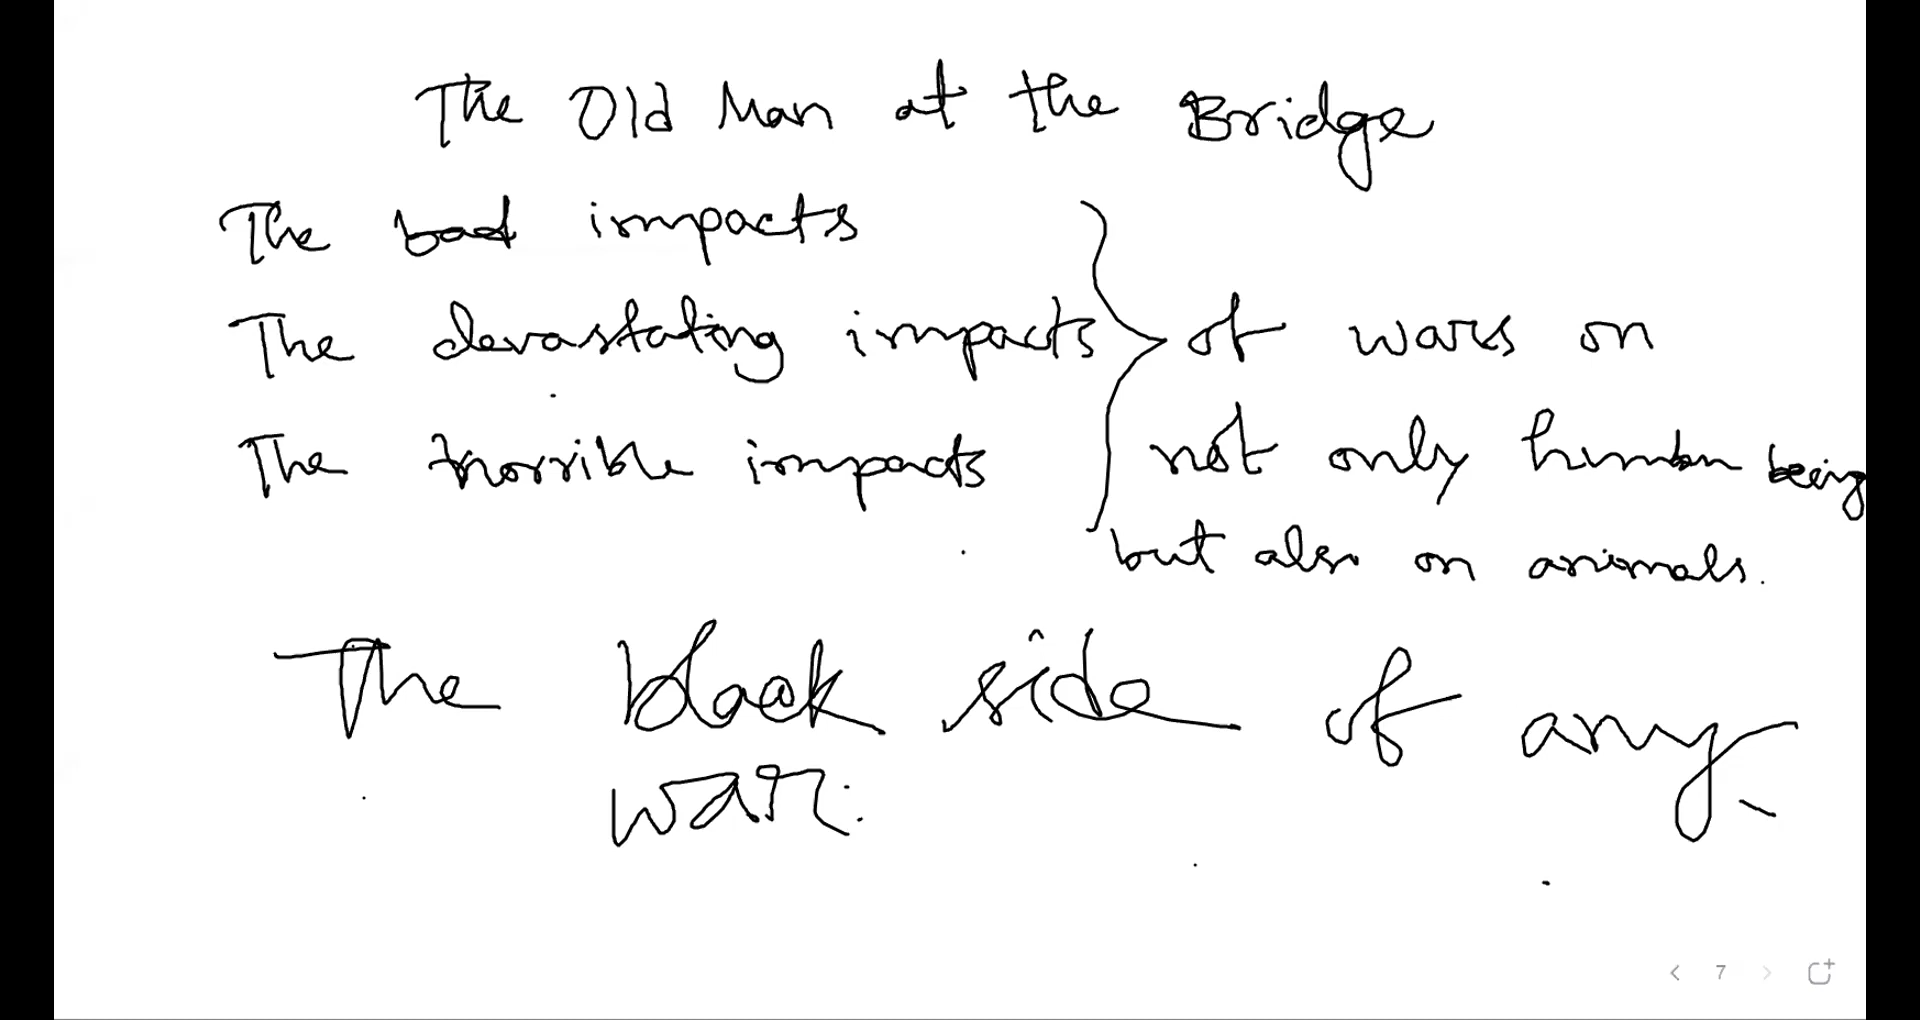 The Old Man at the Bridge
The bad impacts
The devastating impacts
The horrible impacts
of wars on
not only human being
but also on animals.
The black side of any
war.
7